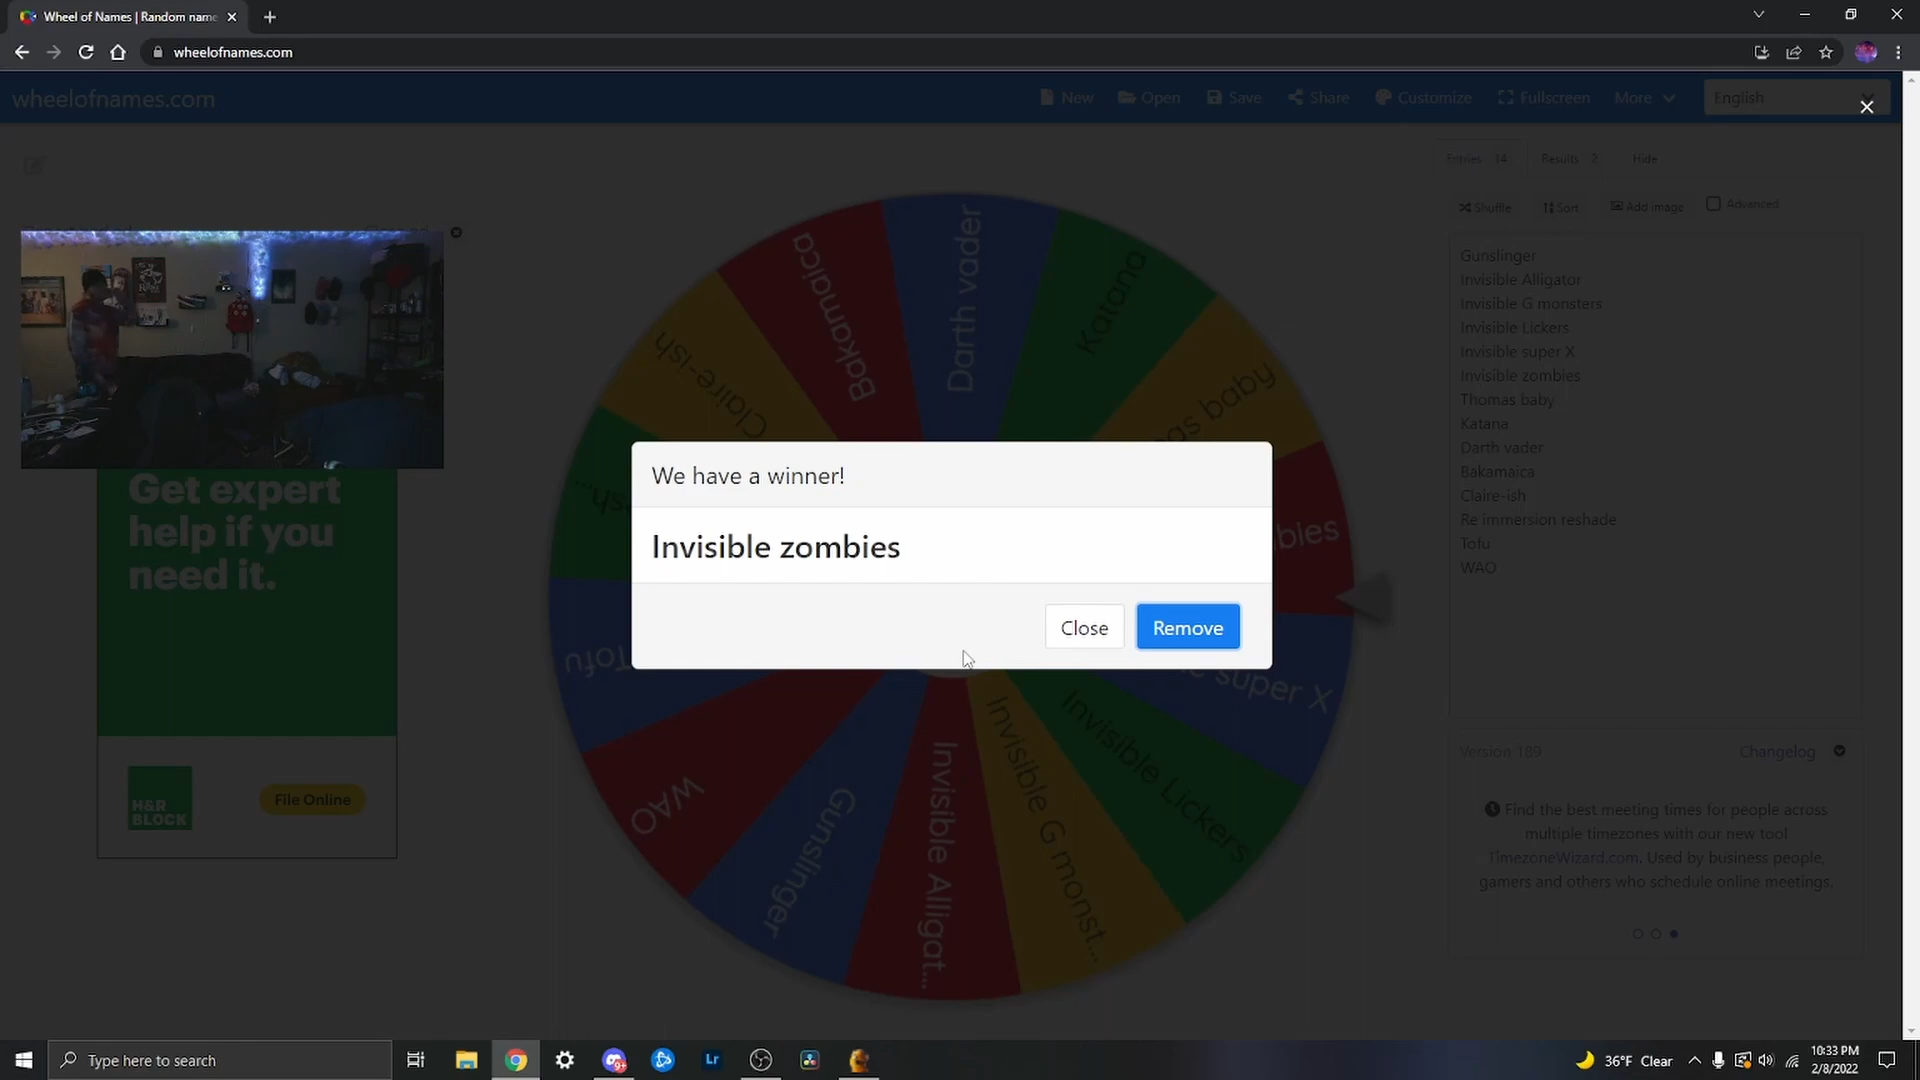 Wheel of Names | Random name
wheelofnames.com
wheelofnames.com
New
Open
Save
Share
Customize
Fullscreen
More
English
Entries 14
Results 2
Hide
Shuffle
Sort
Add image
Advanced
Gunslinger
Invisible Alligator
Invisible G monsters
Invisible Lickers
Invisible super X
Invisible zombies
Thomas baby
Katana
Darth vader
Bakamaica
Claire-ish
Re immersion reshade
Tofu
WAO
Bakamaica
Darth vader
Katana
as baby
Claire-ish
bies
super X
Invisible Lickers
Invisible G monst...
Invisible Alligat...
Gunslinger
WAO
Tofu
We have a winner!
Invisible zombies
Close
Remove
Get expert
help if you
need it.
H&R
BLOCK
File Online
Version 189
Changelog
Find the best meeting times for people across
multiple timezones with our new tool
TimezoneWizard.com. Used by business people,
gamers and others who schedule online meetings.
Type here to search
9+
Lr
36°F Clear
10:33 PM
2/8/2022